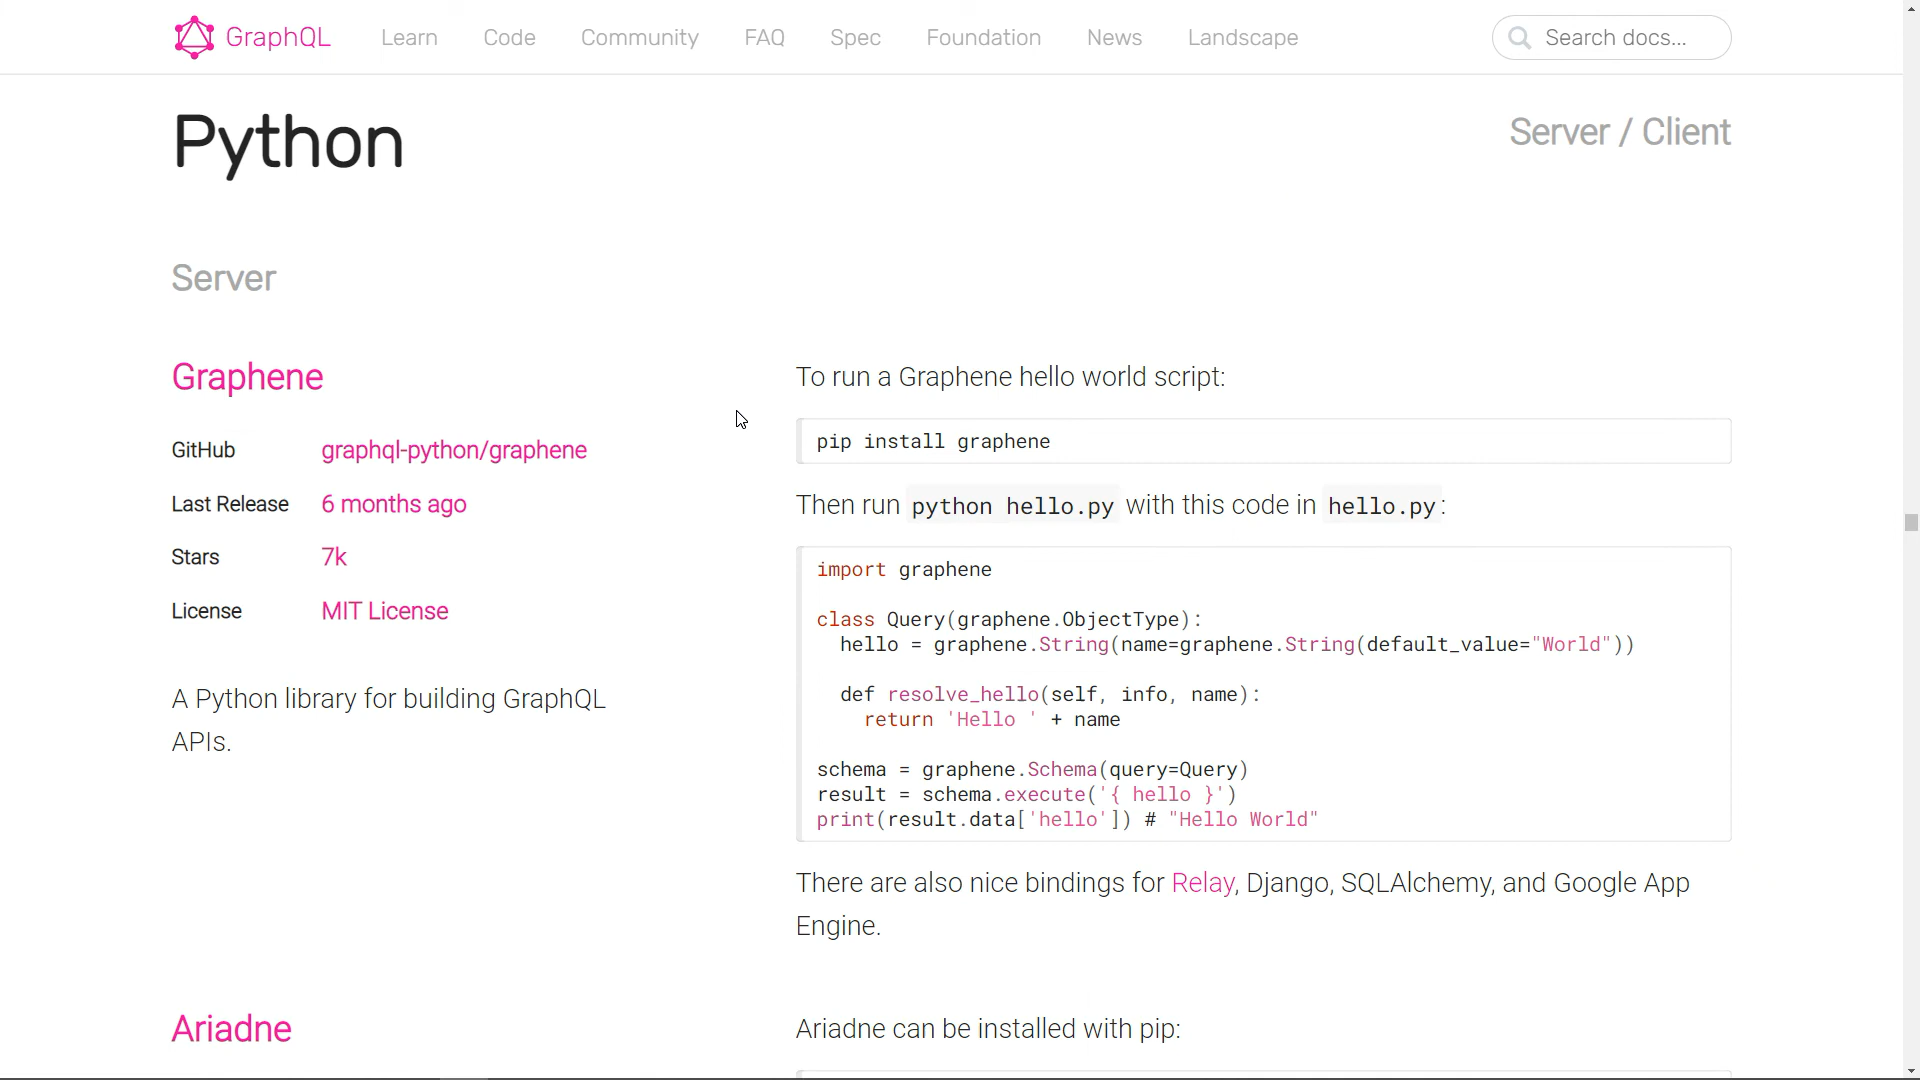 GraphQL Learn Code Community FAQ Spec Foundation News Landscape Search docs...
Python
Server / Client
Server
Graphene
GitHub graphql-python/graphene
Last Release 6 months ago
Stars 7k
License MIT License
A Python library for building GraphQL
APIs.
To run a Graphene hello world script:
pip install graphene
Then run python hello.py with this code in hello.py:
import graphene
class Query(graphene.ObjectType):
  hello = graphene.String(name=graphene.String(default_value="World"))
  def resolve_hello(self, info, name):
    return 'Hello ' + name
schema = graphene.Schema(query=Query)
result = schema.execute('{ hello }')
print(result.data['hello']) # "Hello World"
There are also nice bindings for Relay, Django, SQLAlchemy, and Google App
Engine.
Ariadne
Ariadne can be installed with pip: